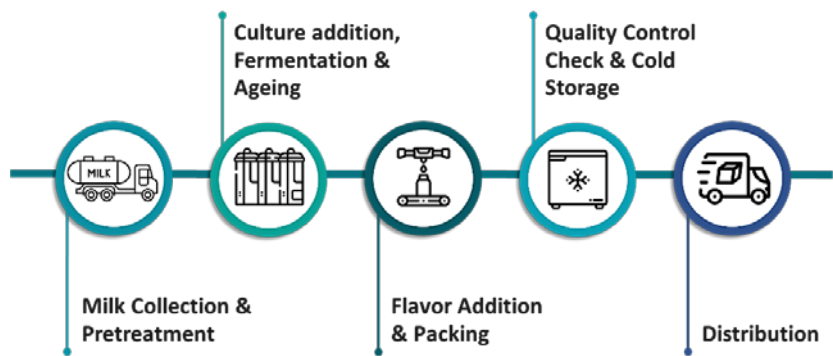 Culture addition,
Fermentation &
Ageing
Quality Control
Check & Cold
Storage
MILK
Milk Collection &
Pretreatment
Flavor Addition
& Packing
Distribution